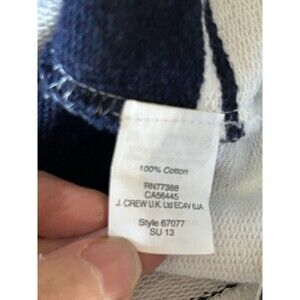 100% Cotton
RN77388
CA56445
J. CREW U.K. Ltd EC4V 6JA
Style 67077
SU 13